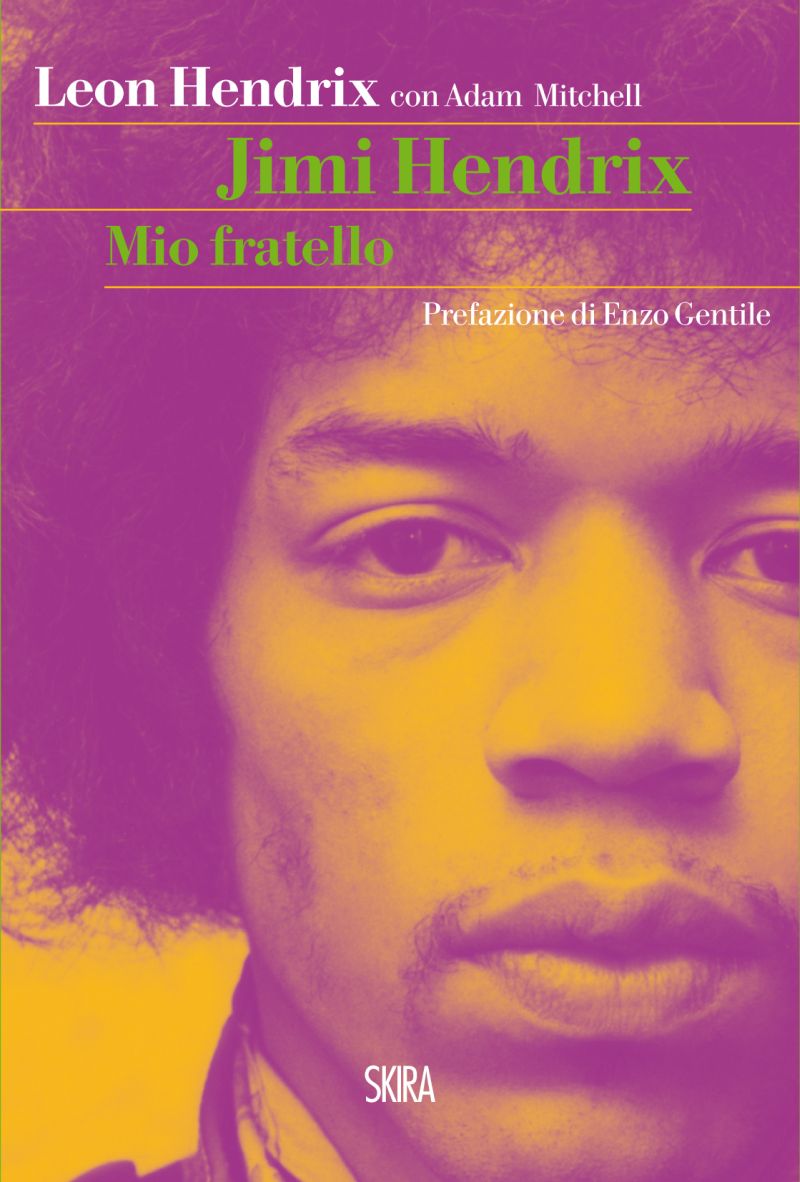 Leon Hendrix con Adam Mitchell
Jimi Hendrix
Mio fratello
Prefazione di Enzo Gentile
SKIRA